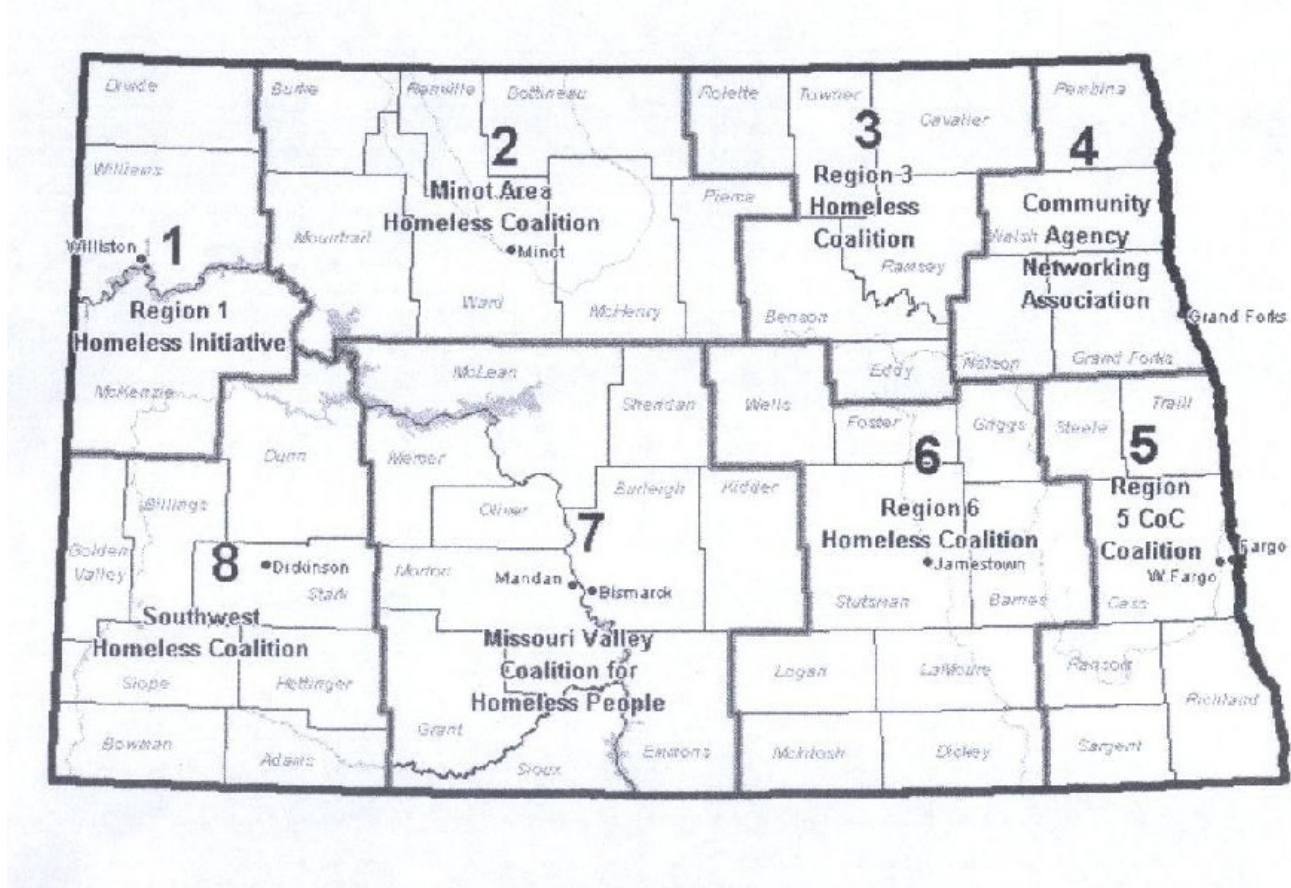 Divide
Burke
Renville
Bottineau
Rolette
Towner
Cavalier
Pembina
2
3
4
Williams
Minot Area
Homeless Coalition
Pierce
Region 3
Homeless
Coalition
Community
Agency
Networking
Association
Walsh
Mountrail
Williston
1
Minot
Ramsey
Ward
McHenry
Benson
Region 1
Homeless Initiative
Grand Forks
Nelson
Grand Forks
Eddy
McKenzie
McLean
Sheridan
Wells
Foster
Griggs
Steele
Traill
6
5
Dunn
Mercer
Billings
Oliver
Burleigh
Kidder
Region 6
Homeless Coalition
Region
5 CoC
Coalition
7
Golden
Valley
8
Dickinson
Stark
Morton
Mandan
Bismarck
Jamestown
Fargo
W.Fargo
Stutsman
Barnes
Cass
Southwest
Homeless Coalition
Missouri Valley
Coalition for
Homeless People
Slope
Hettinger
Logan
LaMoure
Ransom
Richland
Bowman
Adams
Grant
Sioux
Emmons
McIntosh
Dickey
Sargent